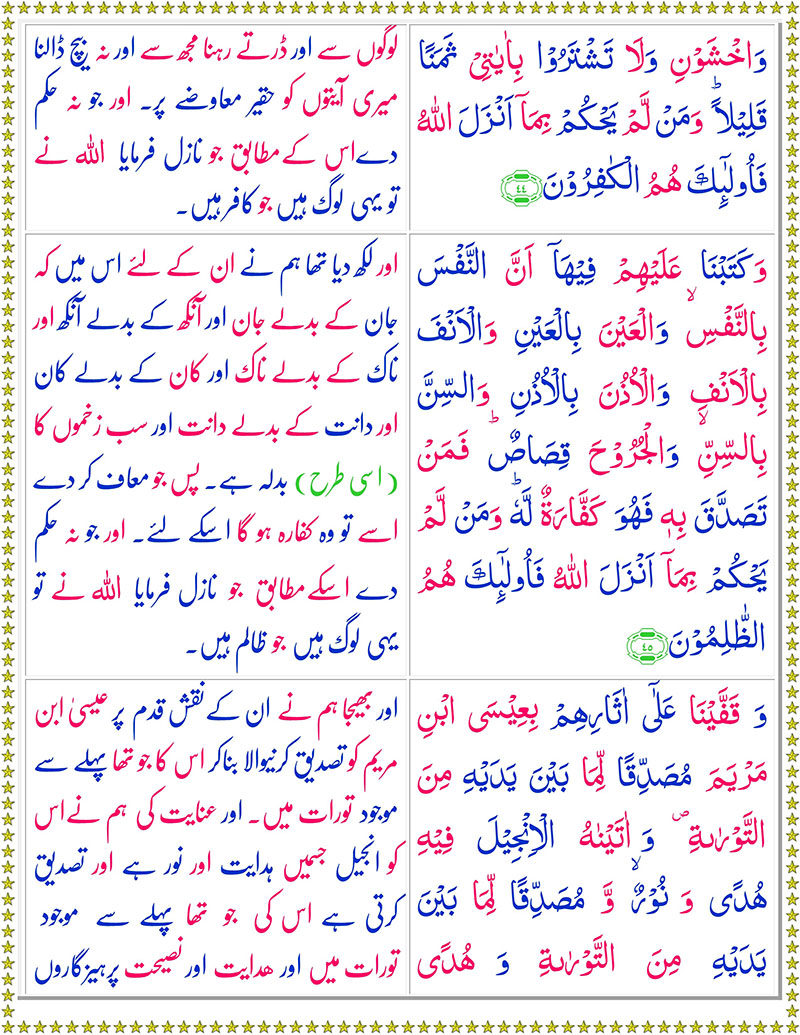 وَاخْشَوْنِ وَلَا تَشْتَرُوْا بِاٰيٰتِيْ ثَمَنًا
قَلِيْلًا ؕ وَمَنْ لَّمْ يَحْكُمْ بِمَاۤ اَنْزَلَ اللّٰهُ
فَاُولٰٓئِكَ هُمُ الْكٰفِرُوْنَ ﴿٤٤﴾
لوگوں سے اور ڈرتے رہنا مجھ سے اور نہ بیچ ڈالنا
میری آیتوں کو حقیر معاوضے پر۔ اور جو نہ حکم
دے اس کے مطابق جو نازل فرمایا اللہ نے
تو یہی لوگ ہیں جو کافر ہیں۔
وَكَتَبْنَا عَلَيْهِمْ فِيْهَاۤ اَنَّ النَّفْسَ
بِالنَّفْسِ ۙ وَالْعَيْنَ بِالْعَيْنِ وَالْاَنْفَ
بِالْاَنْفِ وَالْاُذُنَ بِالْاُذُنِ وَالسِّنَّ
بِالسِّنِّ ۙ وَالْجُرُوْحَ قِصَاصٌ ؕ فَمَنْ
تَصَدَّقَ بِهٖ فَهُوَ كَفَّارَةٌ لَّهٗ ؕ وَمَنْ لَّمْ
يَحْكُمْ بِمَاۤ اَنْزَلَ اللّٰهُ فَاُولٰٓئِكَ هُمُ
الظّٰلِمُوْنَ ﴿٤٥﴾
اور لکھ دیا تھا ہم نے ان کے لئے اس میں کہ
جان کے بدلے جان اور آنکھ کے بدلے آنکھ اور
ناک کے بدلے ناک اور کان کے بدلے کان
اور دانت کے بدلے دانت اور سب زخموں کا
(اسی طرح) بدلہ ہے۔ پس جو معاف کر دے
اسے تو وہ کفارہ ہو گا اسکے لئے۔ اور جو نہ حکم
دے اسکے مطابق جو نازل فرمایا اللہ نے تو
یہی لوگ ہیں جو ظالم ہیں۔
وَ قَفَّيْنَا عَلٰۤى اٰثَارِهِمْ بِعِيْسَى ابْنِ
مَرْيَمَ مُصَدِّقًا لِّمَا بَيْنَ يَدَيْهِ مِنَ
التَّوْرٰىةِ ۪ وَ اٰتَيْنٰهُ الْاِنْجِيْلَ فِيْهِ
هُدًى وَ نُوْرٌ ۙ وَّ مُصَدِّقًا لِّمَا بَيْنَ
يَدَيْهِ مِنَ التَّوْرٰىةِ وَ هُدًى
اور بھیجا ہم نے ان کے نقش قدم پر عیسیٰ ابن
مریم کو تصدیق کرنیوالا بناکر اس کا جو تھا پہلے سے
موجود تورات میں۔ اور عنایت کی ہم نے اس
کو انجیل جسمیں ہدایت اور نور ہے اور تصدیق
کرتی ہے اس کی جو تھا پہلے سے موجود
تورات میں اور ھدایت اور نصیحت پرہیزگاروں